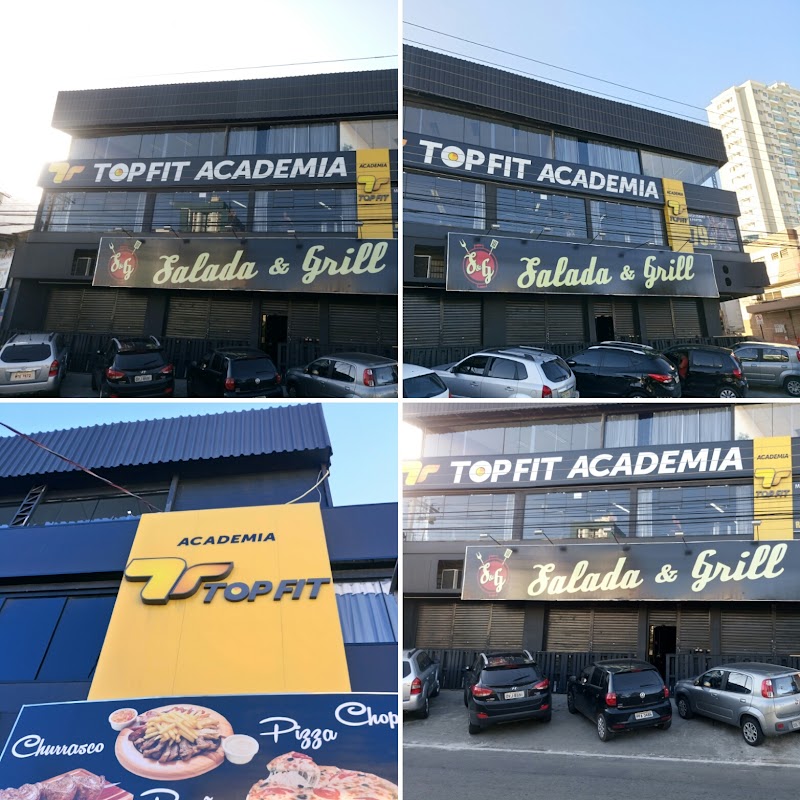 TOPFIT ACADEMIA
ACADEMIA
TOPFIT
S&G
Salada & Grill
TOPFIT ACADEMIA
ACADEMIA
TOPFIT
S&G
Salada & Grill
ACADEMIA
TOPFIT
Churrasco
Pizza
Chop
TOPFIT ACADEMIA
ACADEMIA
TOPFIT
S&G
Salada & Grill